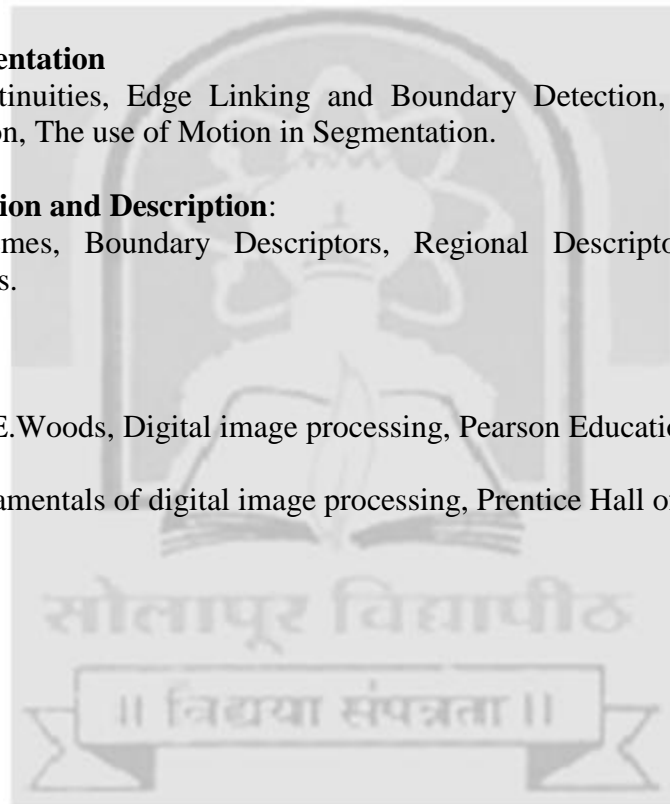 entation
tinuities, Edge Linking and Boundary Detection,
on, The use of Motion in Segmentation.
ion and Description:
mes, Boundary Descriptors, Regional Descripto
s.
E.Woods, Digital image processing, Pearson Educatio
amentals of digital image processing, Prentice Hall of
सोलापूर विद्यापीठ
॥ विद्यया संपन्नता ॥